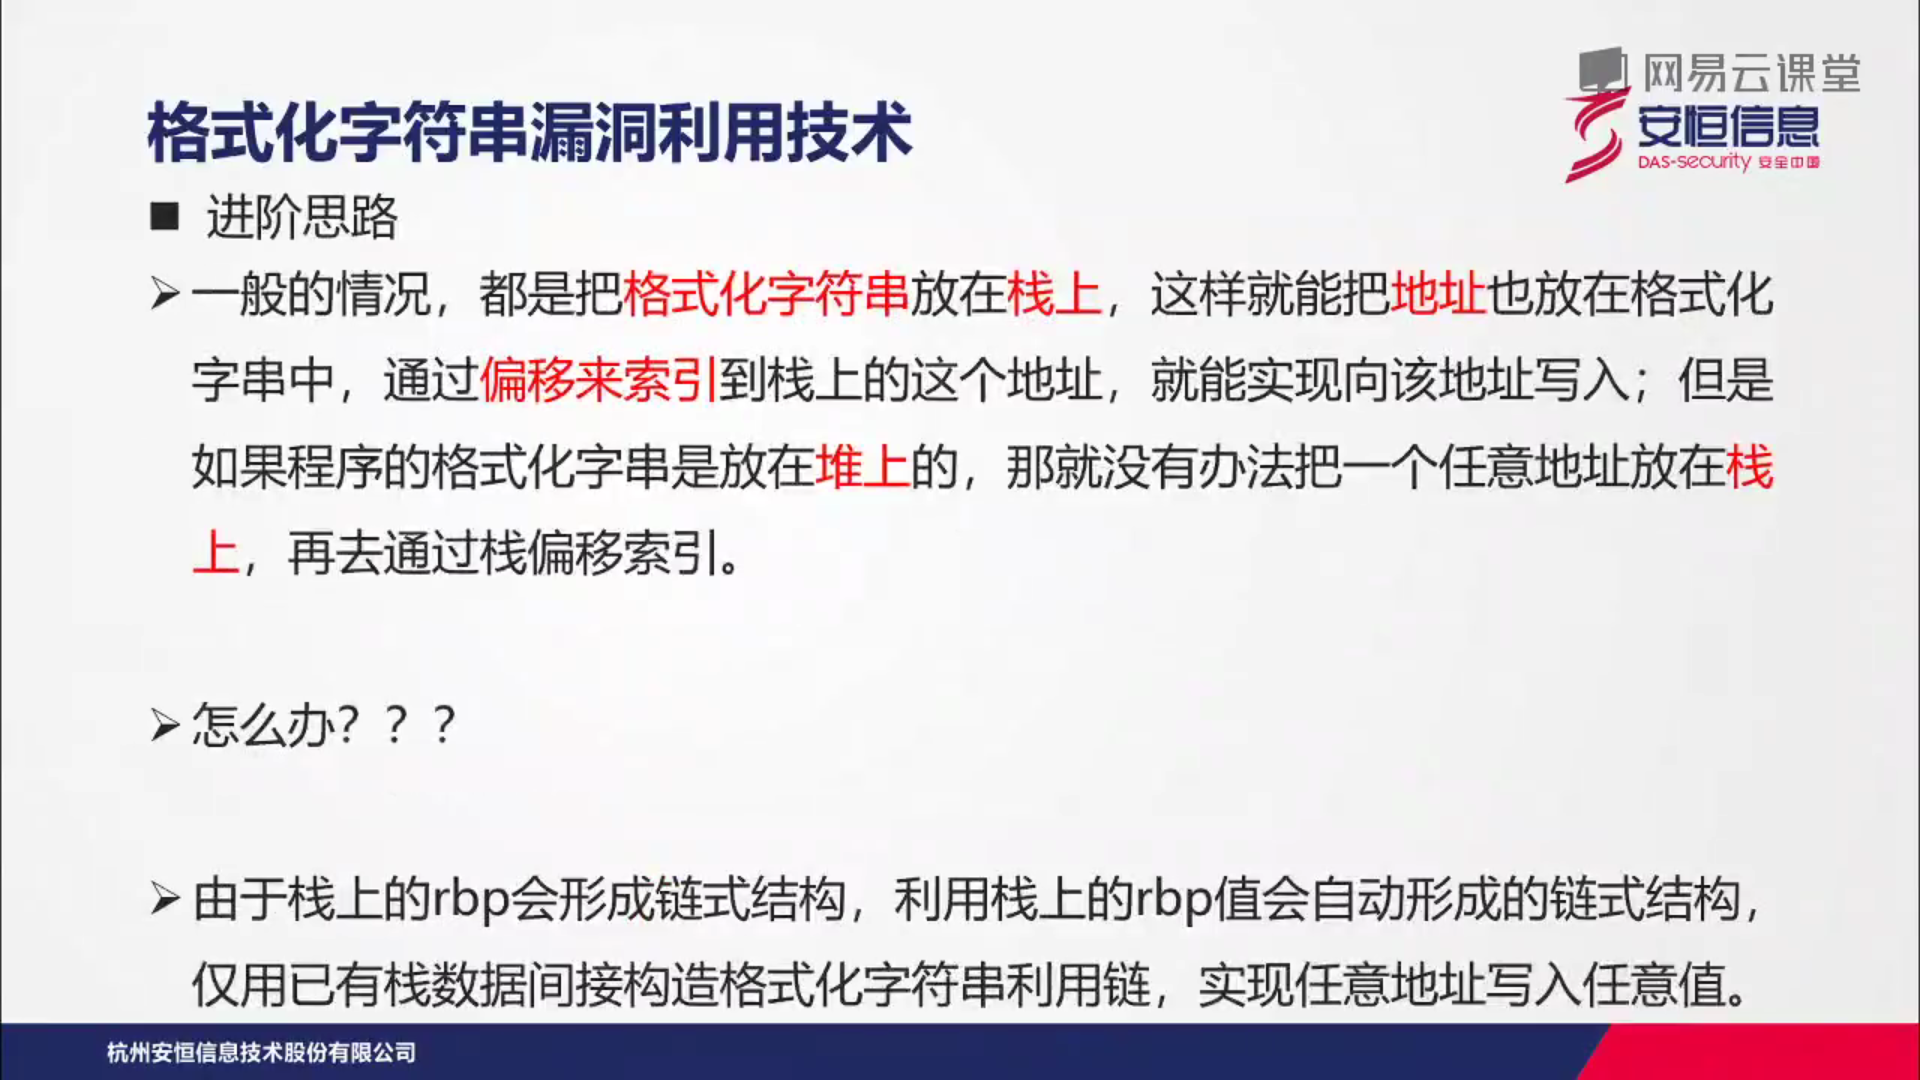 网易云课堂
安恒信息
DAS-security 安全中国
格式化字符串漏洞利用技术
■ 进阶思路
➢一般的情况，都是把格式化字符串放在栈上，这样就能把地址也放在格式化
字串中，通过偏移来索引到栈上的这个地址，就能实现向该地址写入；但是
如果程序的格式化字串是放在堆上的，那就没有办法把一个任意地址放在栈
上，再去通过栈偏移索引。
➢怎么办？？？
➢由于栈上的rbp会形成链式结构，利用栈上的rbp值会自动形成的链式结构，
仅用已有栈数据间接构造格式化字符串利用链，实现任意地址写入任意值。
杭州安恒信息技术股份有限公司